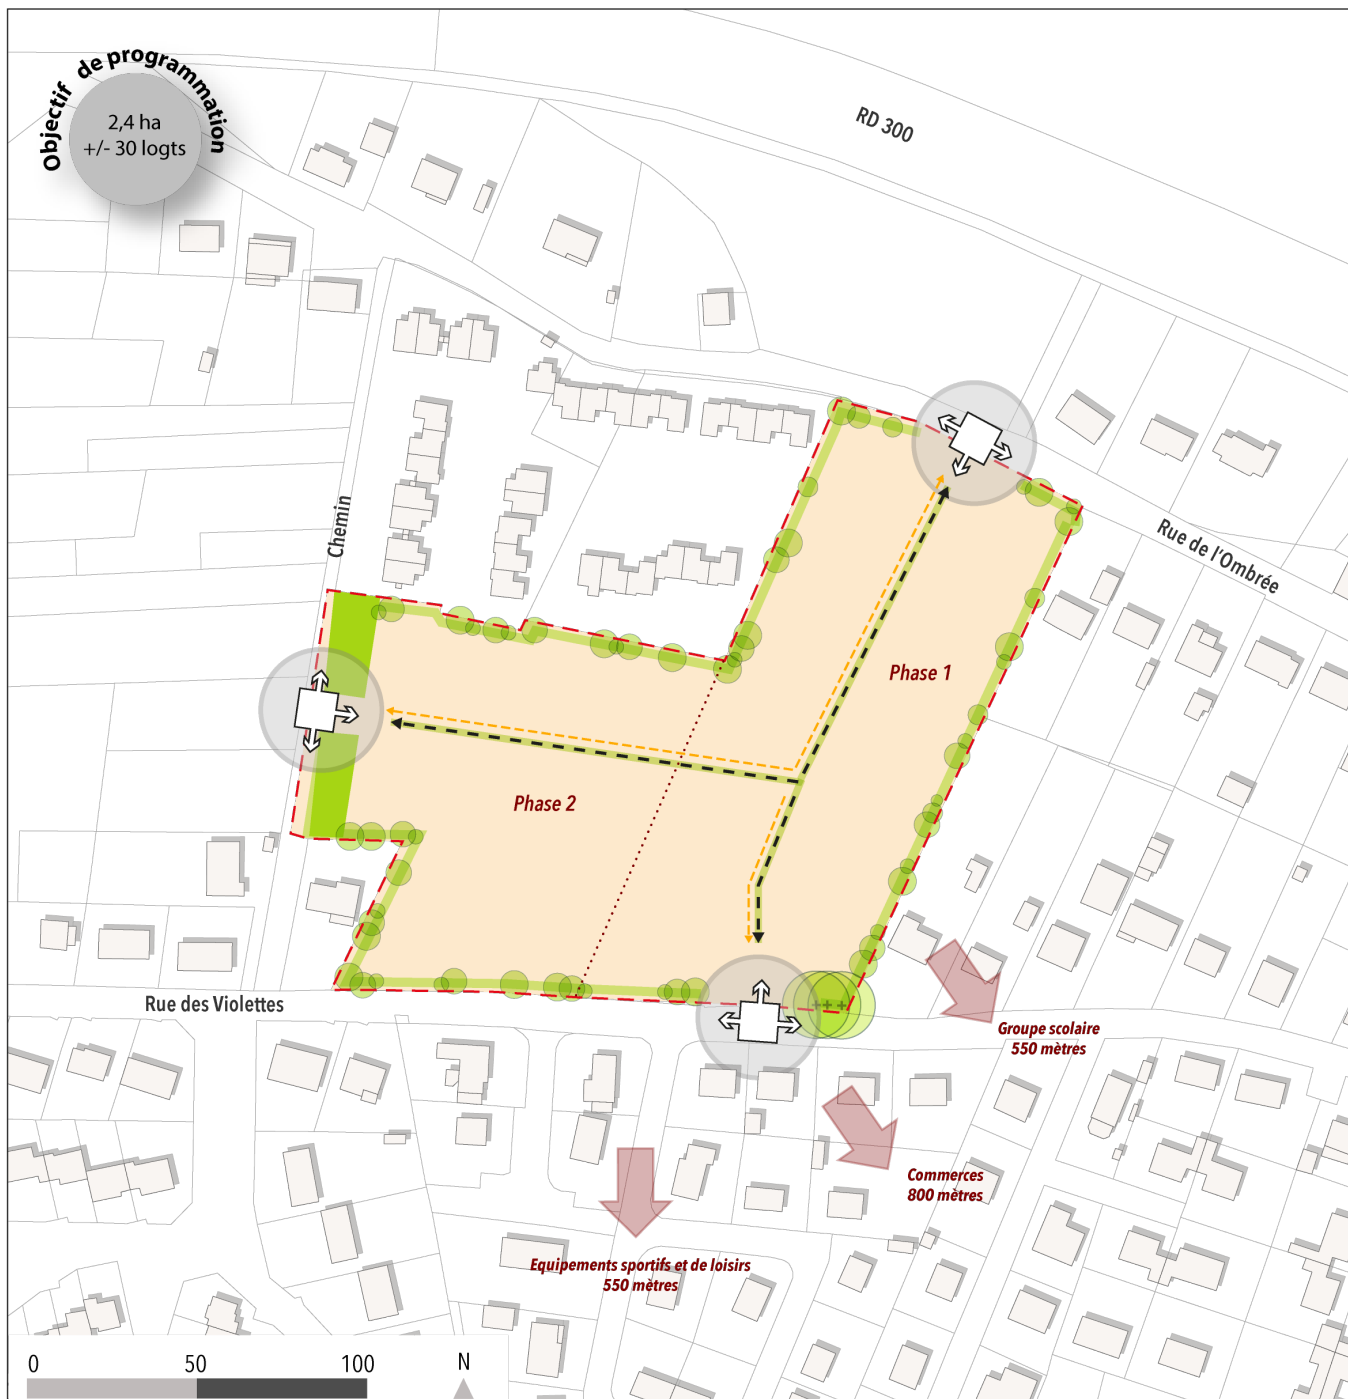 Objectif de programmation
2,4 ha
+/- 30 logts
RD 300
Chemin
Rue de l'Ombrée
Phase 1
Phase 2
Rue des Violettes
Groupe scolaire
550 mètres
Commerces
800 mètres
Equipements sportifs et de loisirs
550 mètres
0 50 100 N